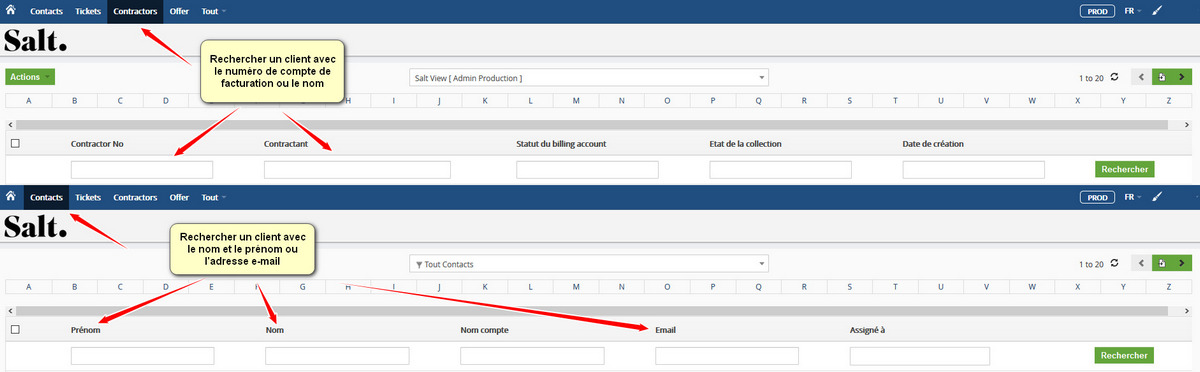 Contacts Tickets Contractors Offer Tout PROD FR
Salt.
Rechercher un client avec
le numéro de compte de
facturation ou le nom
Actions Salt View [ Admin Production ] 1 to 20
A B C D H I J K L M N O P Q R S T U V W X Y Z
Contractor No Contractant Statut du billing account Etat de la collection Date de création
Rechercher
Contacts Tickets Contractors Offer Tout PROD FR
Salt.
Rechercher un client avec
le nom et le prénom ou
l'adresse e-mail
Tout Contacts 1 to 20
A B C D E F G H I J K L M N O P Q R S T U V W X Y Z
Prénom Nom Nom compte Email Assigné à
Rechercher